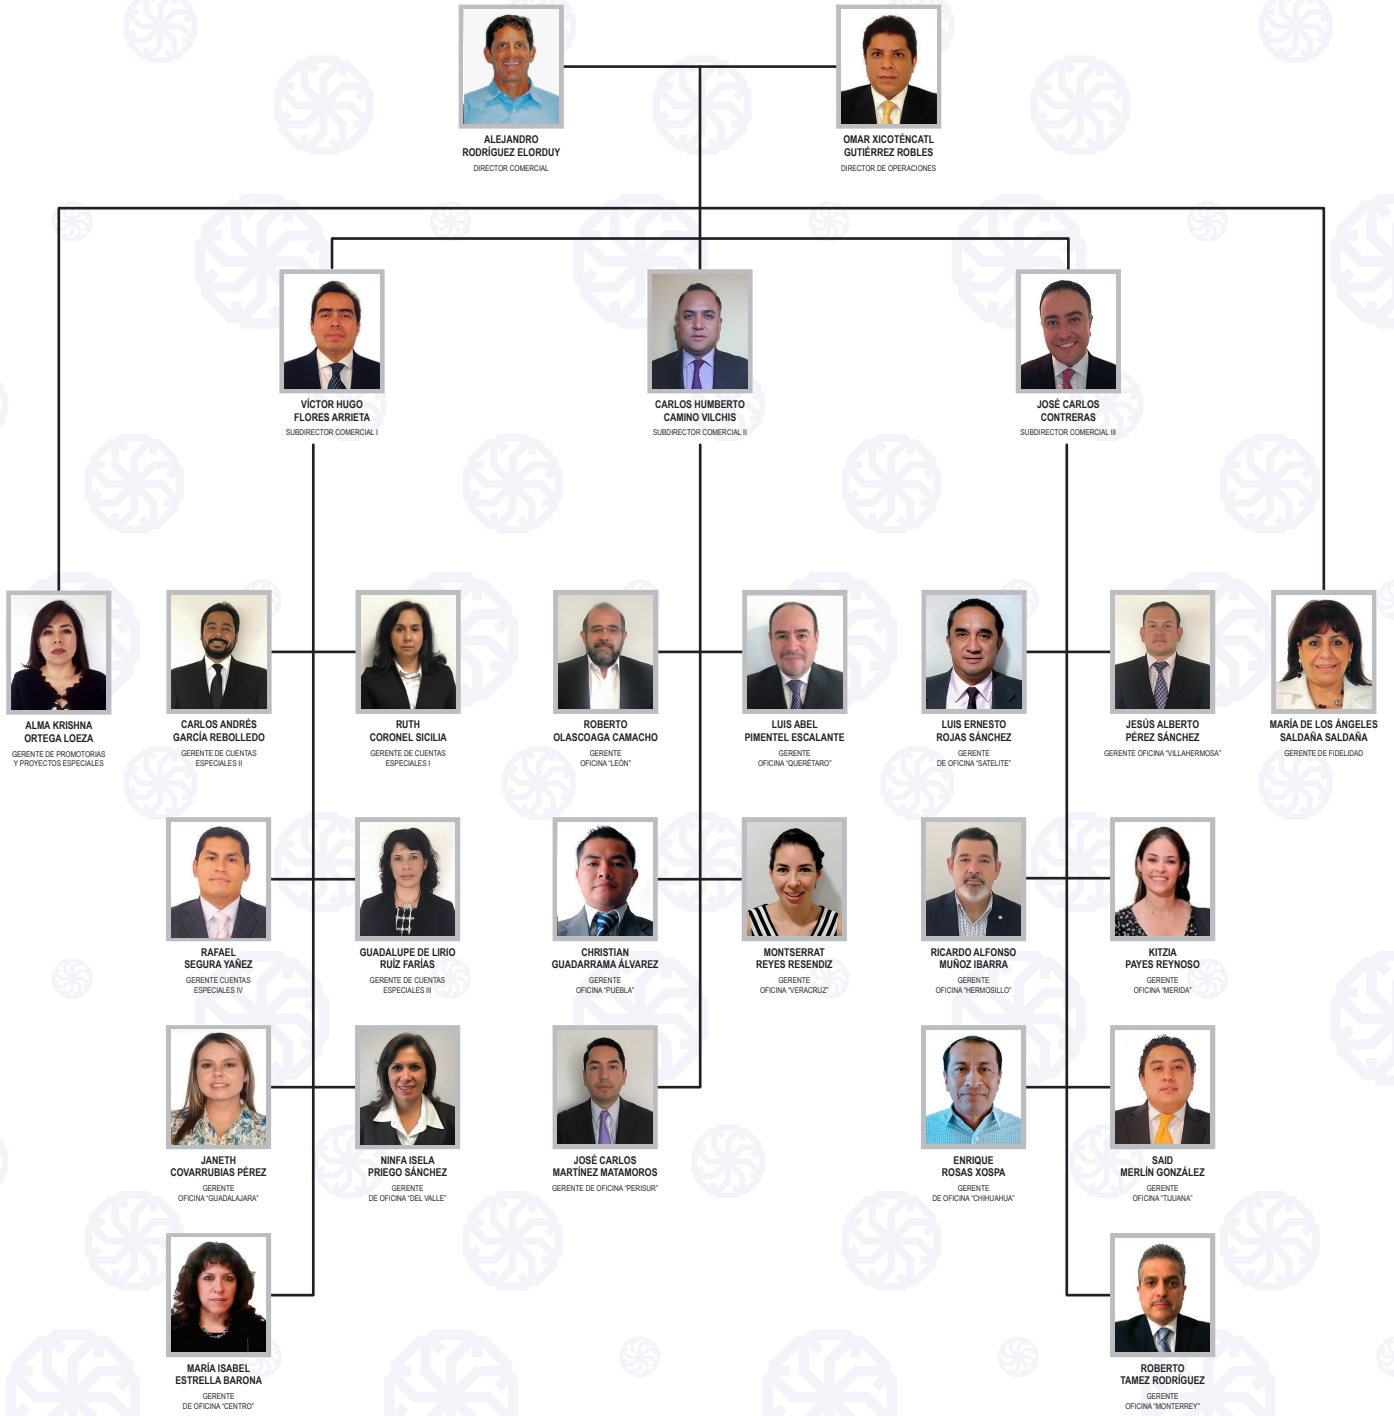 ALEJANDRO
RODRÍGUEZ ELORDUY
DIRECTOR COMERCIAL
OMAR XICOTÉNCATL
GUTIÉRREZ ROBLES
DIRECTOR DE OPERACIONES
VÍCTOR HUGO
FLORES ARRIETA
SUBDIRECTOR COMERCIAL I
CARLOS HUMBERTO
CAMINO VILCHIS
SUBDIRECTOR COMERCIAL II
JOSÉ CARLOS
CONTRERAS
SUBDIRECTOR COMERCIAL III
ALMA KRISHNA
ORTEGA LOEZA
GERENTE DE PROMOTORIAS
Y PROYECTOS ESPECIALES
CARLOS ANDRÉS
GARCÍA REBOLLEDO
GERENTE DE CUENTAS
ESPECIALES II
RUTH
CORONEL SICILIA
GERENTE DE CUENTAS
ESPECIALES I
ROBERTO
OLASCOAGA CAMACHO
GERENTE
OFICINA "LEÓN"
LUIS ABEL
PIMENTEL ESCALANTE
GERENTE
OFICINA "QUERÉTARO"
LUIS ERNESTO
ROJAS SÁNCHEZ
GERENTE
DE OFICINA "SATELITE"
JESÚS ALBERTO
PÉREZ SÁNCHEZ
GERENTE OFICINA "VILLAHERMOSA"
MARÍA DE LOS ÁNGELES
SALDAÑA SALDAÑA
GERENTE DE FIDELIDAD
RAFAEL
SEGURA YAÑEZ
GERENTE CUENTAS
ESPECIALES IV
GUADALUPE DE LIRIO
RUÍZ FARÍAS
GERENTE DE CUENTAS
ESPECIALES III
CHRISTIAN
GUADARRAMA ÁLVAREZ
GERENTE
OFICINA "PUEBLA"
MONTSERRAT
REYES RESENDIZ
GERENTE
OFICINA "VERACRUZ"
RICARDO ALFONSO
MUÑOZ IBARRA
GERENTE
OFICINA "HERMOSILLO"
KITZIA
PAYES REYNOSO
GERENTE
OFICINA "MERIDA"
JANETH
COVARRUBIAS PÉREZ
GERENTE
OFICINA "GUADALAJARA"
NINFA ISELA
PRIEGO SÁNCHEZ
GERENTE
DE OFICINA "DEL VALLE"
JOSÉ CARLOS
MARTÍNEZ MATAMOROS
GERENTE DE OFICINA "PERISUR"
ENRIQUE
ROSAS XOSPA
GERENTE
DE OFICINA "CHIHUAHUA"
SAID
MERLÍN GONZÁLEZ
GERENTE
OFICINA "TIJUANA"
MARÍA ISABEL
ESTRELLA BARONA
GERENTE
DE OFICINA "CENTRO"
ROBERTO
TAMEZ RODRÍGUEZ
GERENTE
OFICINA "MONTERREY"